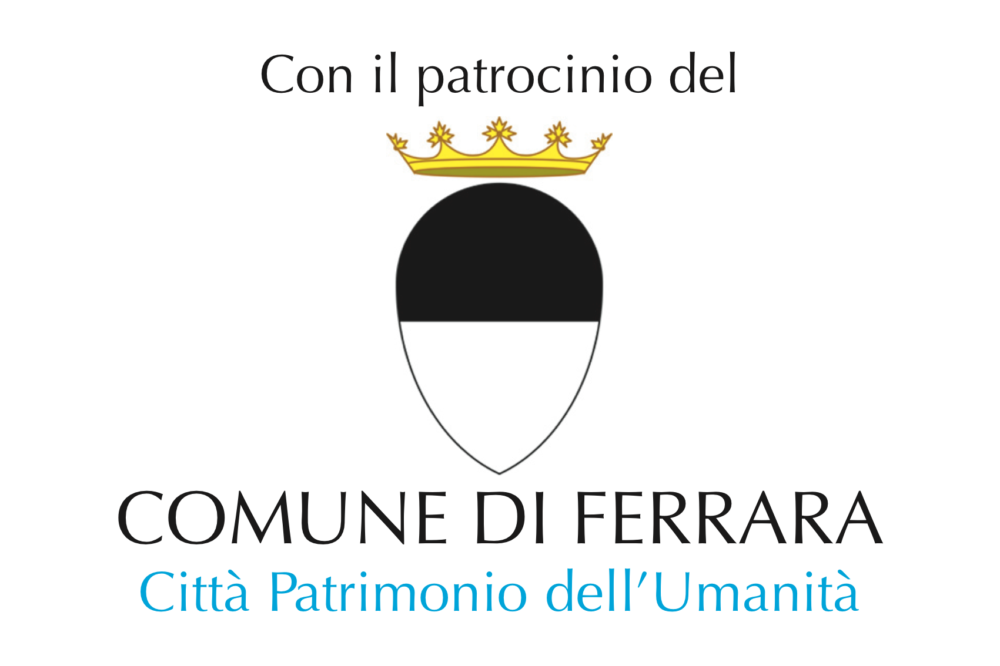 Con il patrocinio del
COMUNE DI FERRARA
Città Patrimonio dell’Umanità